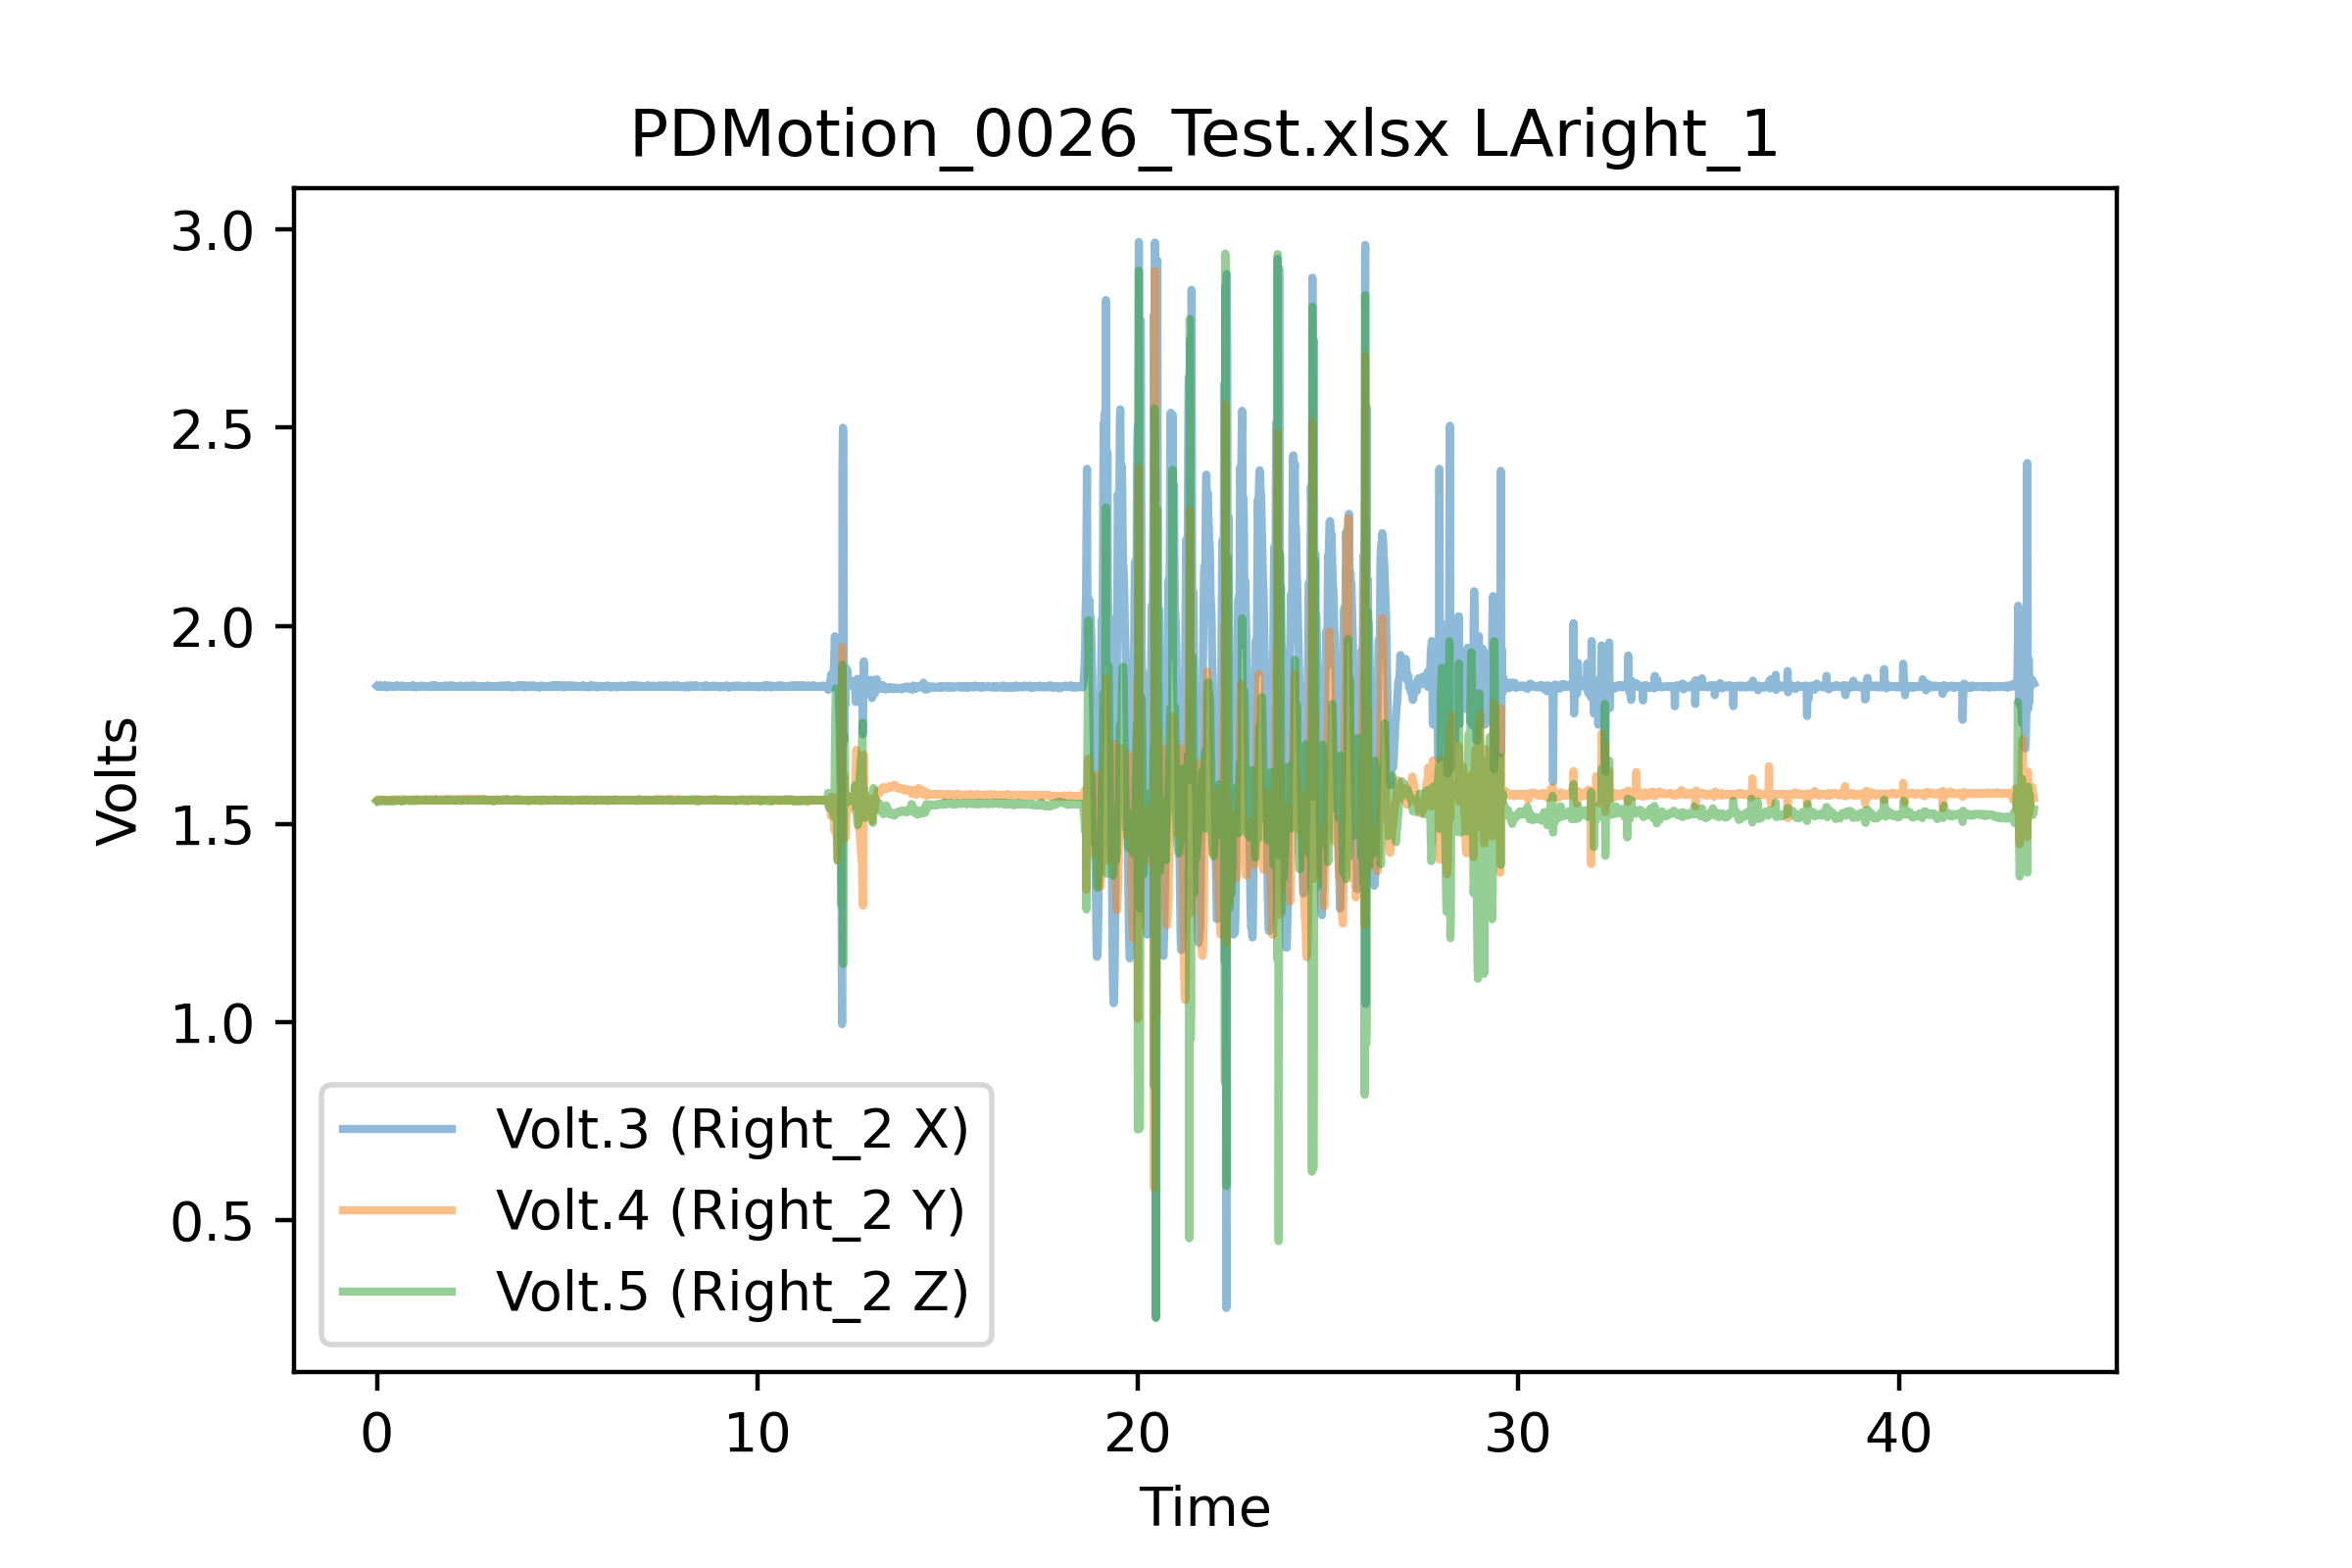 PDMotion_0026_Test.xlsx LAright_1
3.0
2.5
2.0
1.5
1.0
0.5
Volts
Volt.3 (Right_2 X)
Volt.4 (Right_2 Y)
Volt.5 (Right_2 Z)
0 10 20 30 40
Time